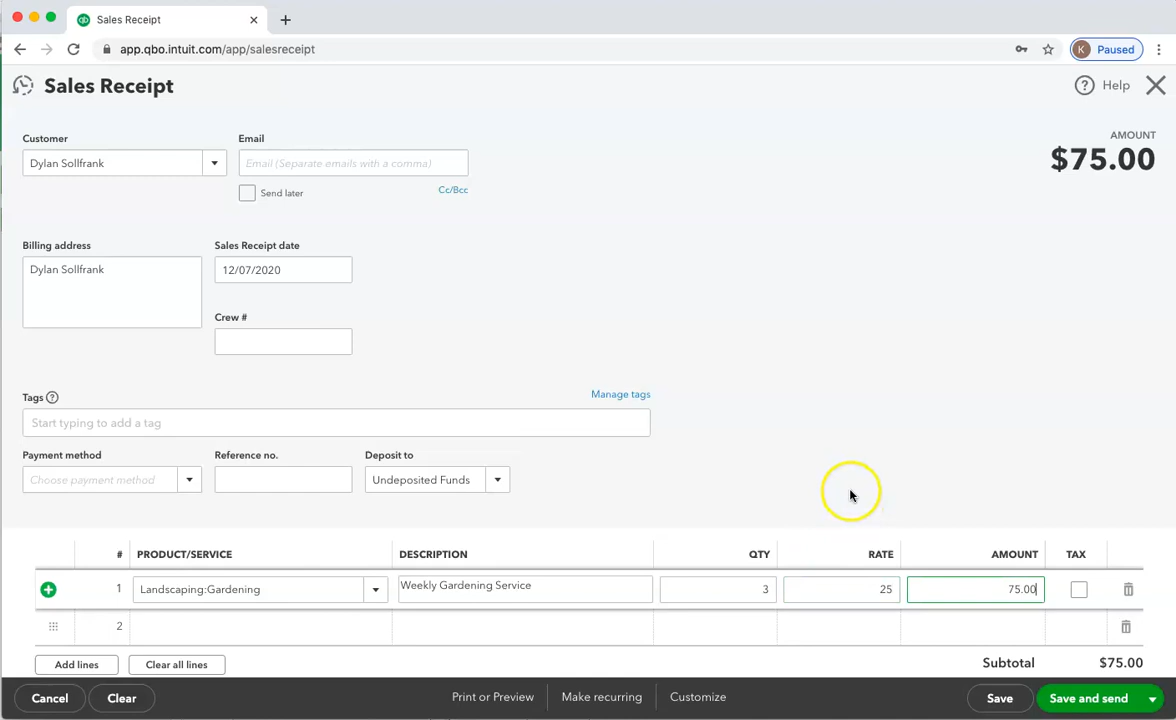 Sales Receipt
app.qbo.intuit.com/app/salesreceipt
K Paused
Sales Receipt
? Help
Customer
Email
AMOUNT
Dylan Sollfrank
Email (Separate emails with a comma)
$75.00
Send later
Cc/Bcc
Billing address
Sales Receipt date
Dylan Sollfrank
12/07/2020
Crew #
Tags ?
Manage tags
Start typing to add a tag
Payment method
Reference no.
Deposit to
Choose payment method
Undeposited Funds
# PRODUCT/SERVICE DESCRIPTION QTY RATE AMOUNT TAX
1 Landscaping:Gardening Weekly Gardening Service 3 25 75.00
2
Add lines
Clear all lines
Subtotal $75.00
Cancel
Clear
Print or Preview
Make recurring
Customize
Save
Save and send